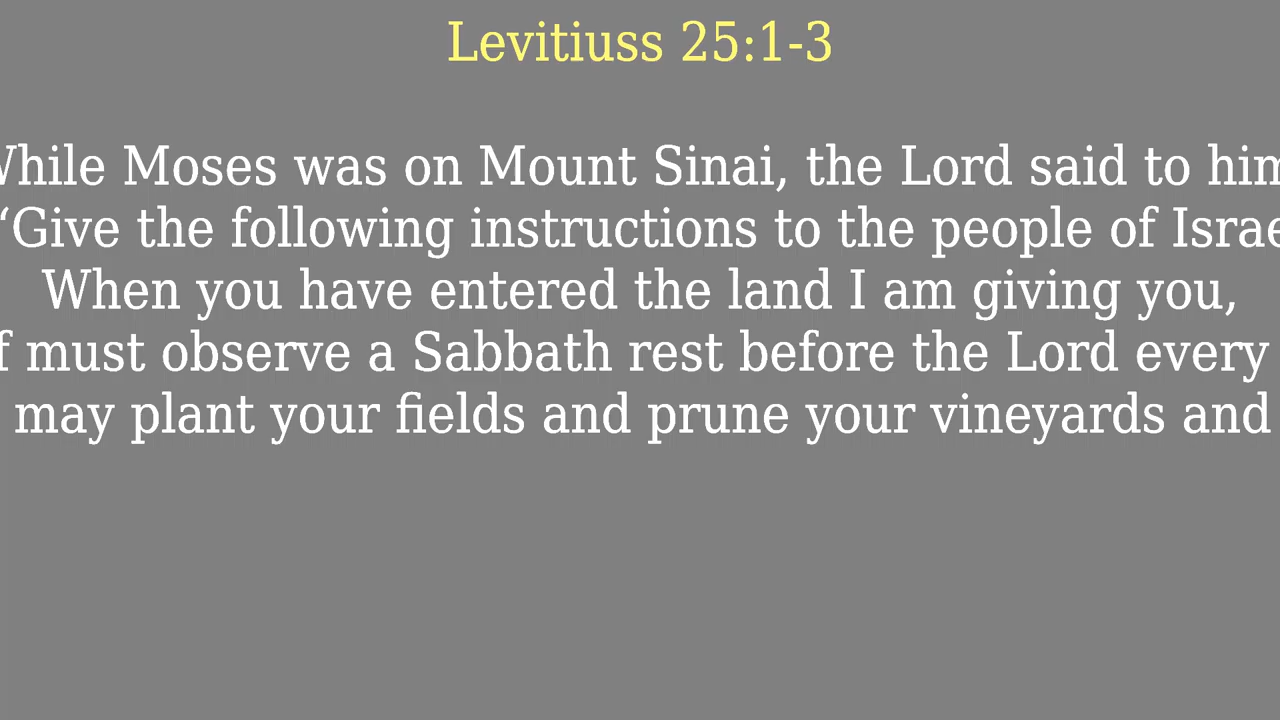 Levitiuss 25:1-3
While Moses was on Mount Sinai, the Lord said to him
“Give the following instructions to the people of Israe
When you have entered the land I am giving you,
f must observe a Sabbath rest before the Lord every
may plant your fields and prune your vineyards and